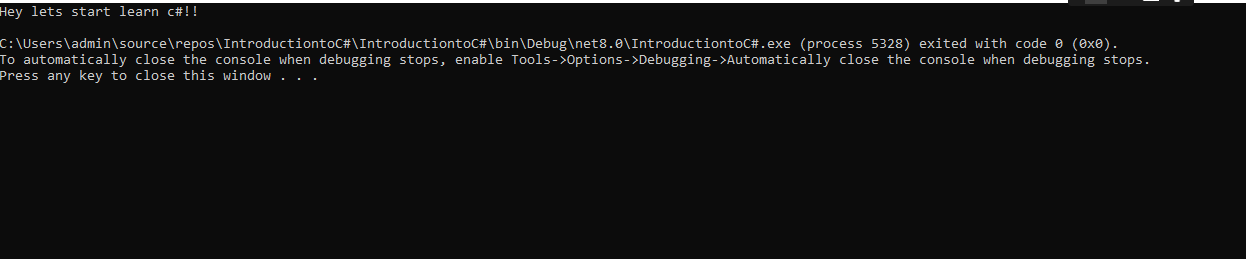 Hey lets start learn c#!!
C:\Users\admin\source\repos\IntroductiontoC#\IntroductiontoC#\bin\Debug\net8.0\IntroductiontoC#.exe (process 5328) exited with code 0 (0x0).
To automatically close the console when debugging stops, enable Tools->Options->Debugging->Automatically close the console when debugging stops.
Press any key to close this window . . .